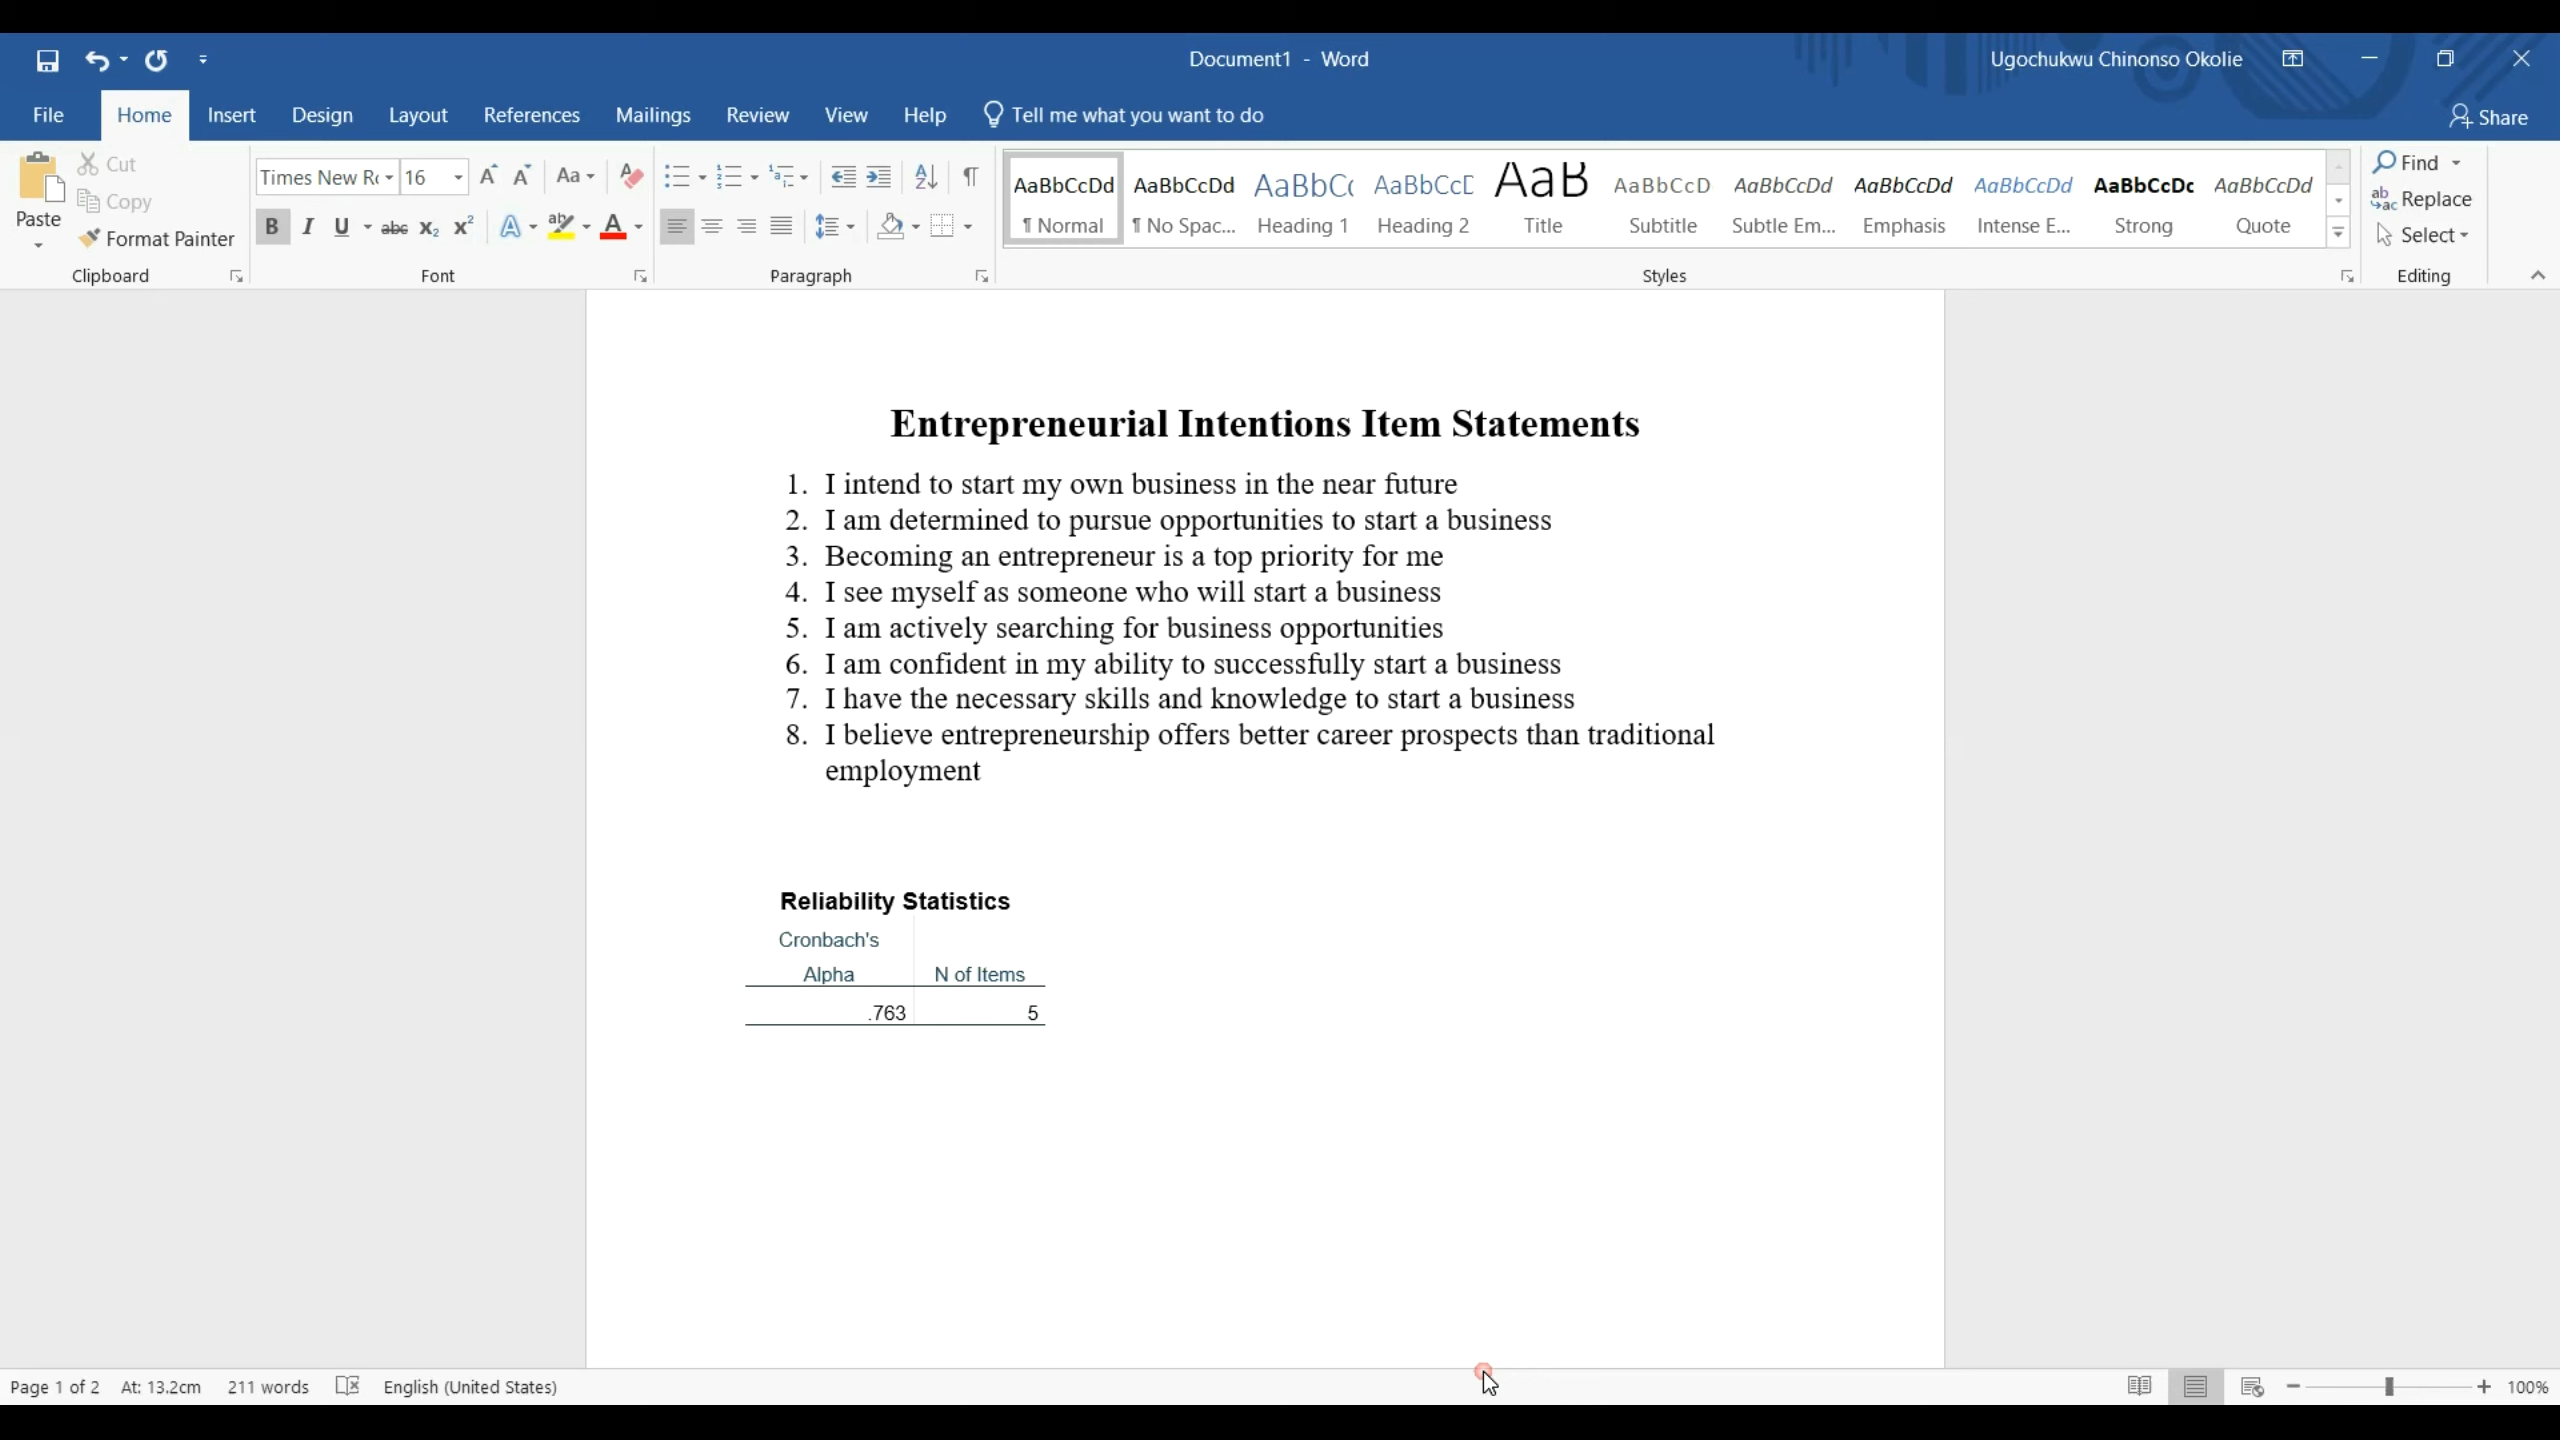 Document1 - Word
Ugochukwu Chinonso Okolie
File Home Insert Design Layout References Mailings Review View Help Tell me what you want to do Share
Paste Cut Copy Format Painter
Times New Ro 16
AaBbCcDd AaBbCcDd AaBbCc AaBbCcD AaB AaBbCcD AaBbCcDd AaBbCcDd AaBbCcDd AaBbCcDc AaBbCcDd
¶ Normal ¶ No Spac... Heading 1 Heading 2 Title Subtitle Subtle Em... Emphasis Intense E... Strong Quote
Find
Replace
Select
Clipboard Font Paragraph Styles Editing
Entrepreneurial Intentions Item Statements
1. I intend to start my own business in the near future
2. I am determined to pursue opportunities to start a business
3. Becoming an entrepreneur is a top priority for me
4. I see myself as someone who will start a business
5. I am actively searching for business opportunities
6. I am confident in my ability to successfully start a business
7. I have the necessary skills and knowledge to start a business
8. I believe entrepreneurship offers better career prospects than traditional
employment
Reliability Statistics
Cronbach's
Alpha N of Items
.763 5
Page 1 of 2 At: 13.2cm 211 words English (United States) 100%